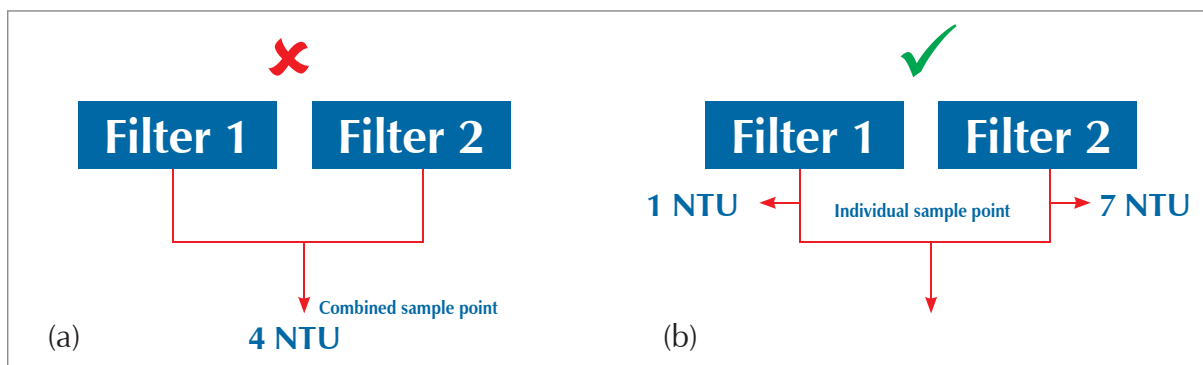 Filter 1
Filter 2
Combined sample point
4 NTU
(a)
Filter 1
Filter 2
1 NTU
Individual sample point
7 NTU
(b)